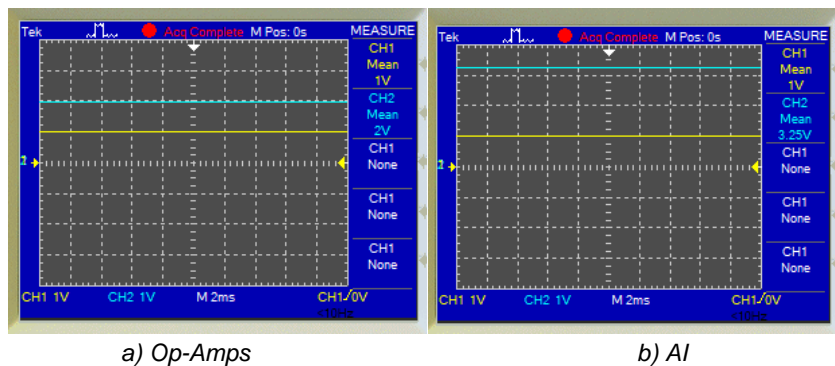 Tek Acq Complete M Pos: 0s MEASURE
CH1
Mean
1V
CH2
Mean
2V
CH1
None
CH1
None
CH1
None
CH1 1V CH2 1V M 2ms CH1 0V
<10Hz
a) Op-Amps
Tek Acq Complete M Pos: 0s MEASURE
CH1
Mean
1V
CH2
Mean
3.25V
CH1
None
CH1
None
CH1
None
CH1 1V CH2 1V M 2ms CH1 0V
<10Hz
b) AI